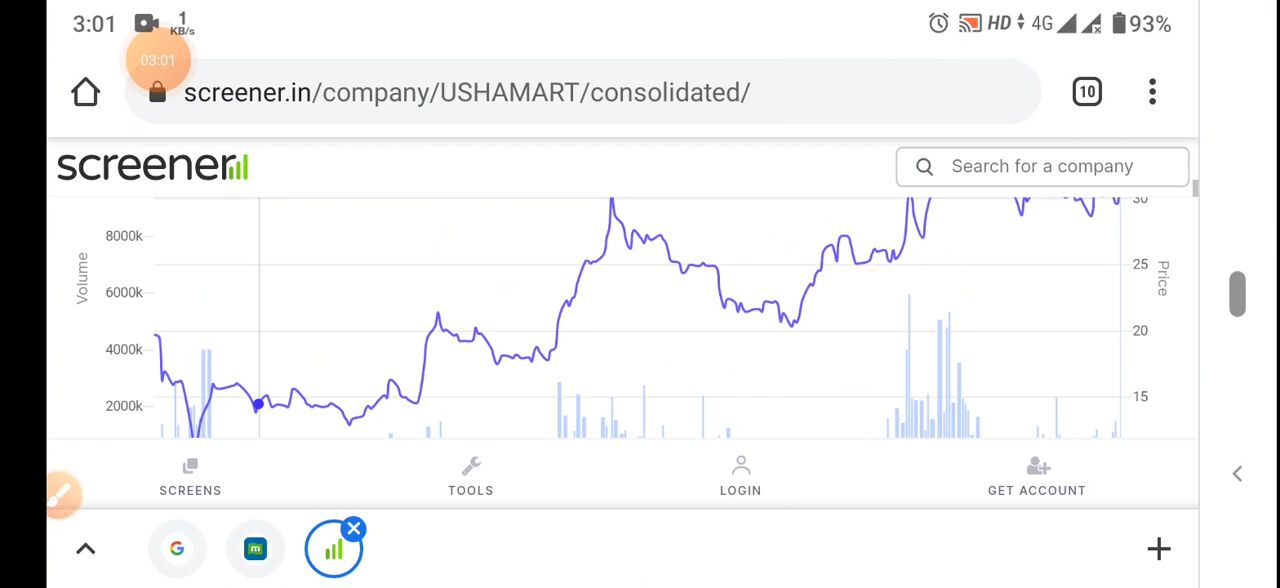 3:01 1 KB/s HD 4G 93%
03:01
screener.in/company/USHAMART/consolidated/ 10
screener Search for a company
30
8000k
25
6000k
Volume Price
20
4000k
2000k 15
SCREENS TOOLS LOGIN GET ACCOUNT
G m